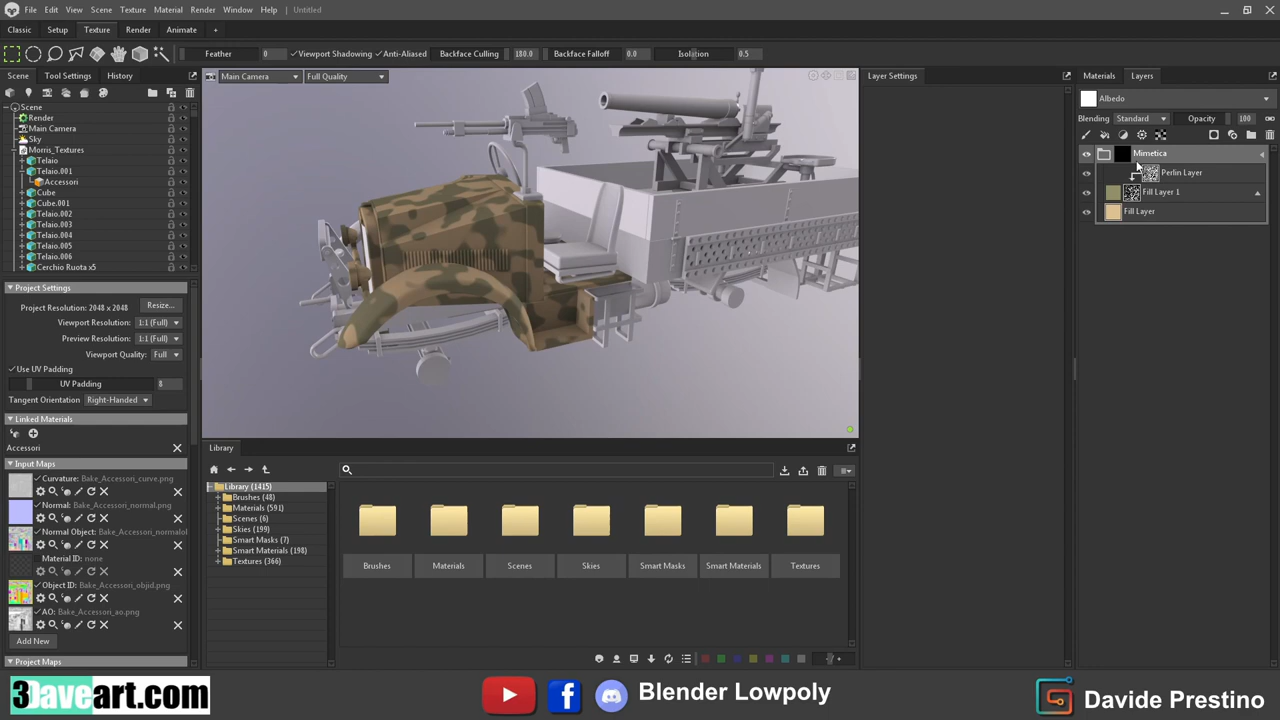 File Edit View Scene Texture Material Render Window Help Untitled
Classic Setup Texture Render Animate +
Feather 0 Viewport Shadowing Anti-Aliased Backface Culling 180.0 Backface Falloff 0.0 Isolation 0.5
Scene Tool Settings History
Main Camera Full Quality
Layer Settings
Materials Layers
Albedo
Blending Standard Opacity 100
Mimetica
Perlin Layer
Fill Layer 1
Fill Layer
Scene
Render
Main Camera
Sky
Morris_Textures
Telaio
Telaio.001
Accessori
Cube
Cube.001
Telaio.002
Telaio.003
Telaio.004
Telaio.005
Telaio.006
Cerchio Ruota x5
Project Settings
Project Resolution: 2048 x 2048 Resize...
Viewport Resolution: 1:1 (Full)
Preview Resolution: 1:1 (Full)
Viewport Quality: Full
Use UV Padding
UV Padding 8
Tangent Orientation Right-Handed
Linked Materials
Accessori
Input Maps
Curvature: Bake_Accessori_curve.png
Normal: Bake_Accessori_normal.png
Normal Object: Bake_Accessori_normalol
Material ID: none
Object ID: Bake_Accessori_objid.png
AO: Bake_Accessori_ao.png
Add New
Project Maps
Library
Library (1415)
Brushes (48)
Materials (591)
Scenes (6)
Skies (199)
Smart Masks (7)
Smart Materials (198)
Textures (366)
Brushes Materials Scenes Skies Smart Masks Smart Materials Textures
3Daveart.com
Blender Lowpoly
Davide Prestino